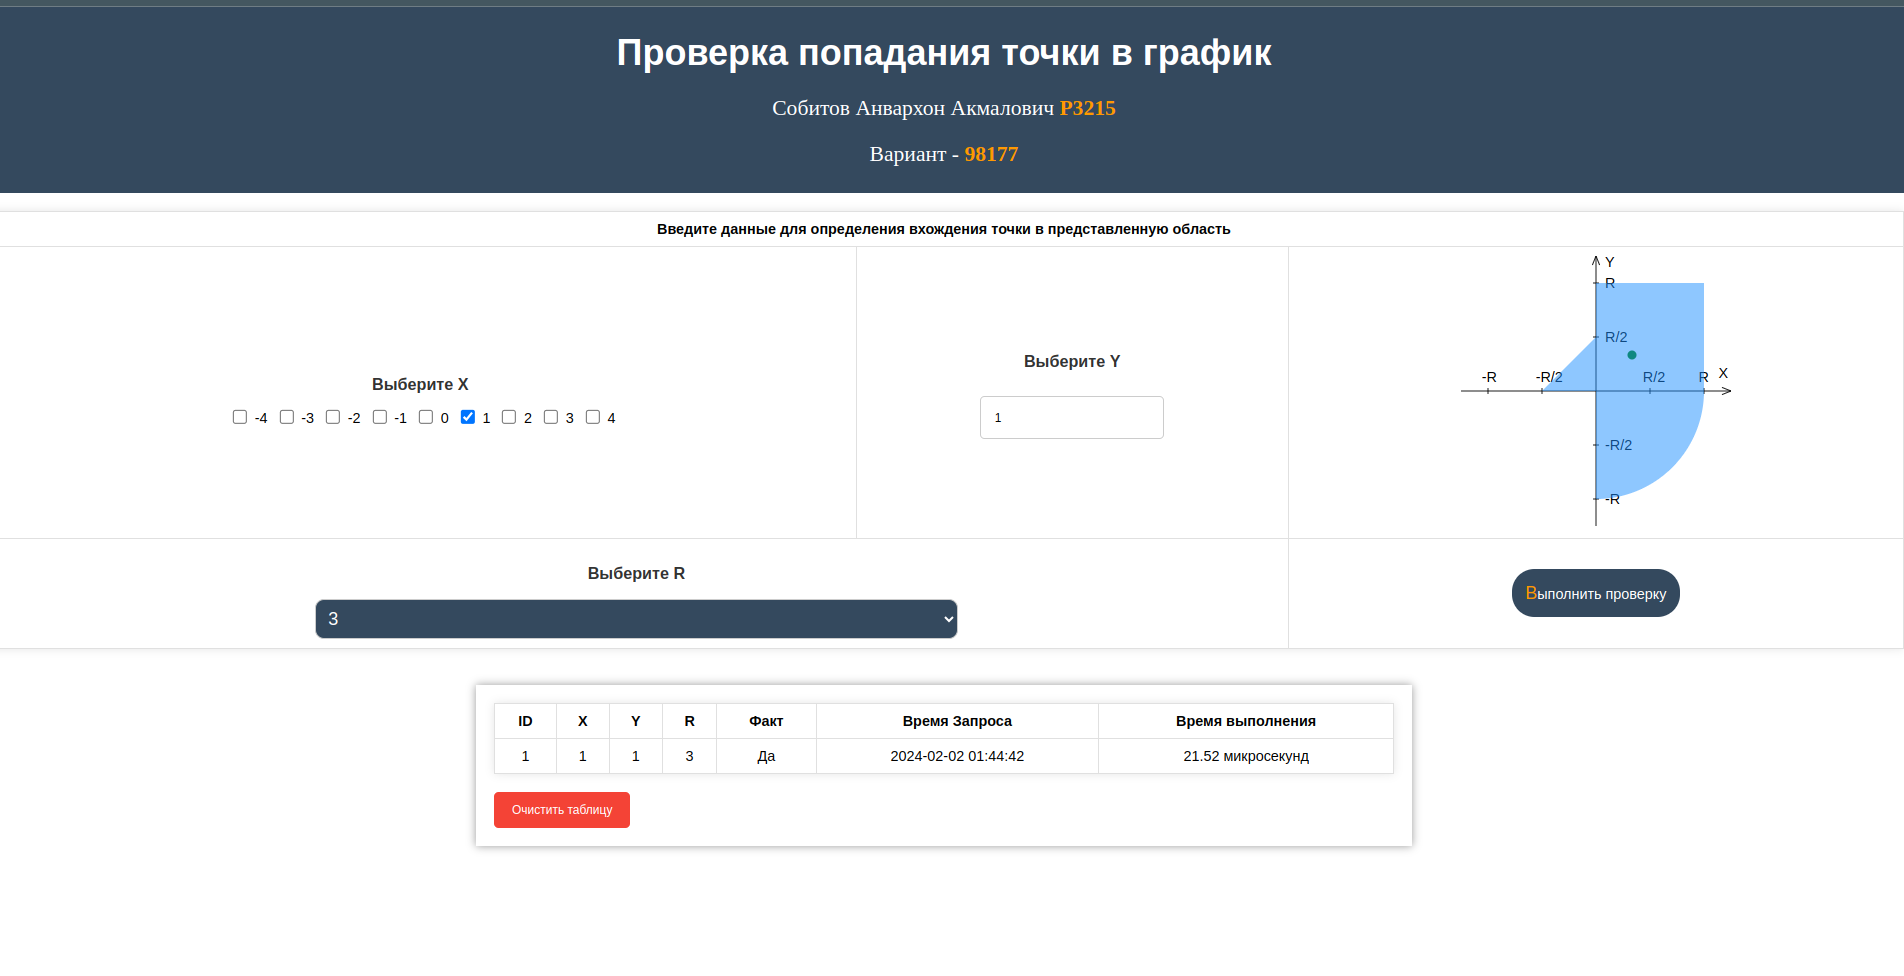 Проверка попадания точки в график
Собитов Анвархон Акмалович P3215
Вариант - 98177
Введите данные для определения вхождения точки в представленную область
Выберите X
-4 -3 -2 -1 0 1 2 3 4
Выберите Y
1
Y
R
R/2
-R -R/2 R/2 R X
-R/2
-R
Выберите R
3
Выполнить проверку
ID X Y R Факт Время Запроса Время выполнения
1 1 1 3 Да 2024-02-02 01:44:42 21.52 микросекунд
Очистить таблицу